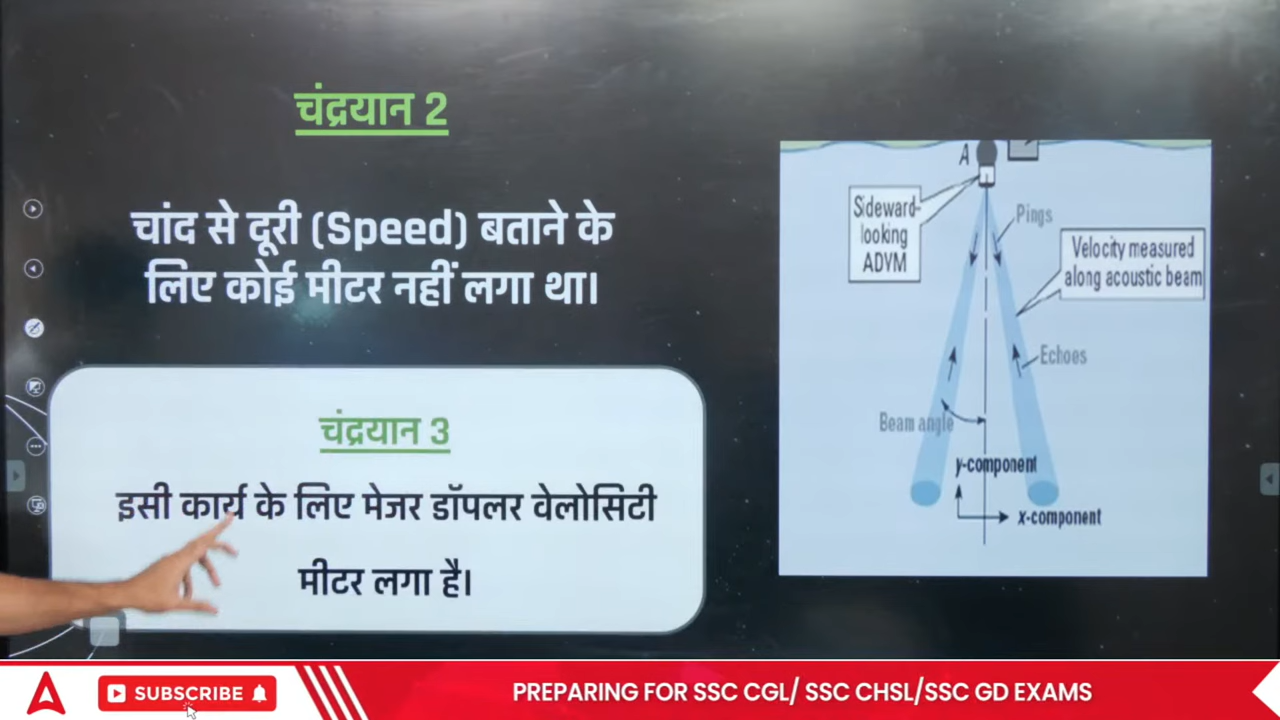 चंद्रयान 2
चांद से दूरी (Speed) बताने के
लिए कोई मीटर नहीं लगा था।
चंद्रयान 3
इसी कार्य के लिए मेजर डॉपलर वेलोसिटी
मीटर लगा है।
A
Sideward-
looking
ADVM
Pings
Velocity measured
along acoustic beam
Echoes
Beam angle
y-component
x-component
SUBSCRIBE
PREPARING FOR SSC CGL/ SSC CHSL/SSC GD EXAMS